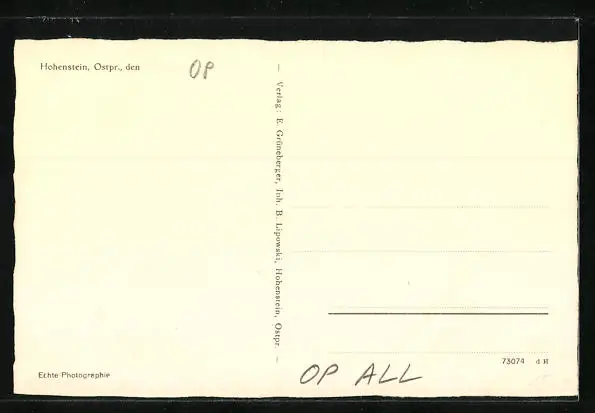 Hohenstein, Ostpr., den
OP
– Verlag: E. Grüneberger, Inh. B. Lipowski, Hohenstein, Ostpr. –
73074 d H
Echte Photographie
OP ALL